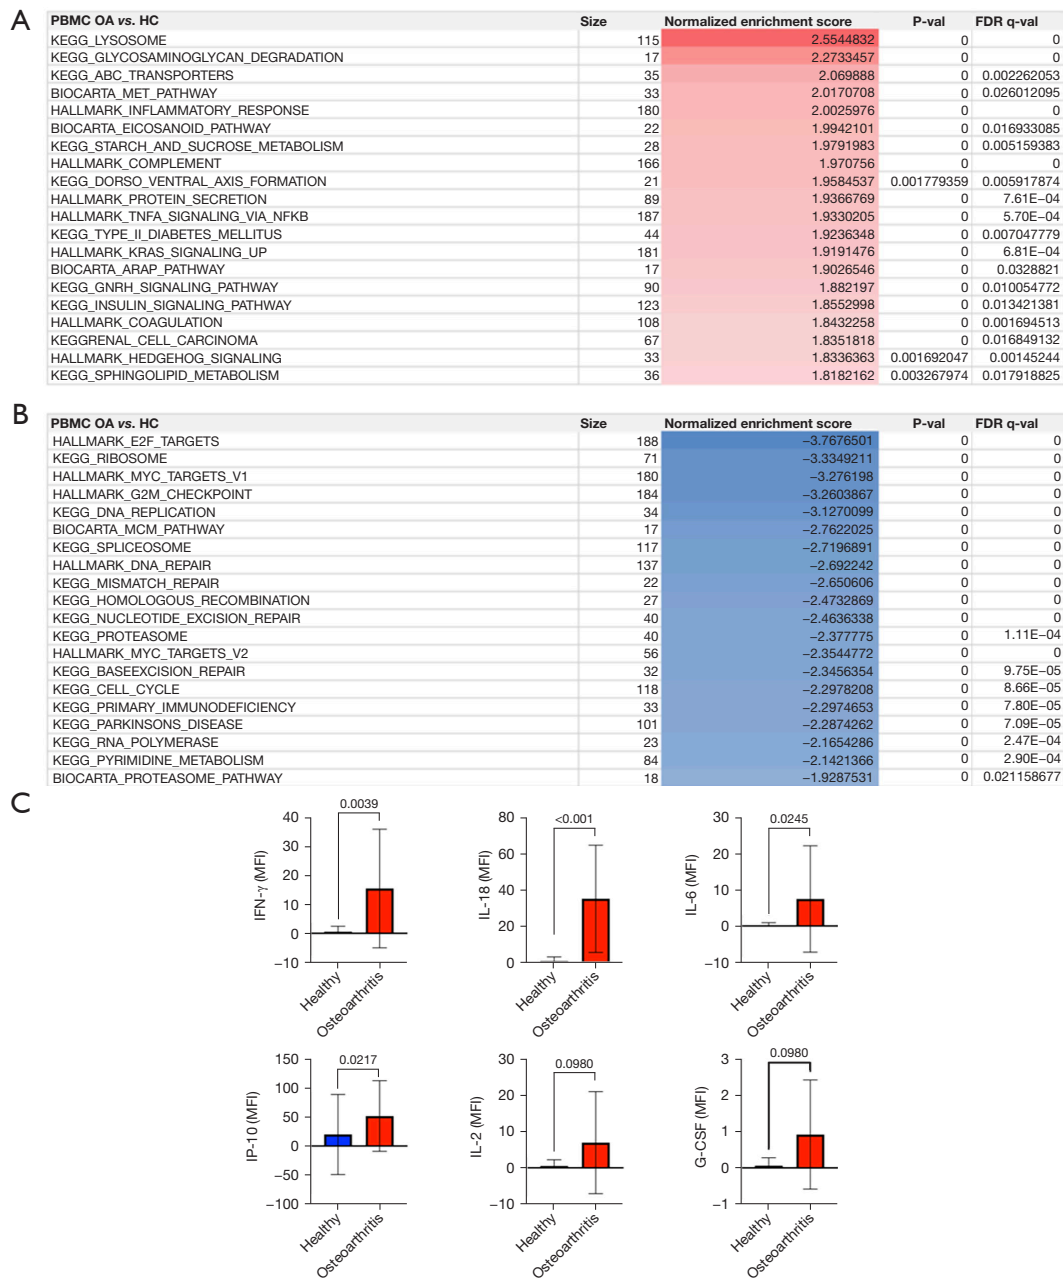 A
PBMC OA vs. HC Size Normalized enrichment score P-val FDR q-val
KEGG_LYSOSOME 115 2.5544832 0 0
KEGG_GLYCOSAMINOGLYCAN_DEGRADATION 17 2.2733457 0 0
KEGG_ABC_TRANSPORTERS 35 2.069888 0 0.002262053
BIOCARTA_MET_PATHWAY 33 2.0170708 0 0.026012095
HALLMARK_INFLAMMATORY_RESPONSE 180 2.0025976 0 0
BIOCARTA_EICOSANOID_PATHWAY 22 1.9942101 0 0.016933085
KEGG_STARCH_AND_SUCROSE_METABOLISM 28 1.9791983 0 0.005159383
HALLMARK_COMPLEMENT 166 1.970756 0 0
KEGG_DORSO_VENTRAL_AXIS_FORMATION 21 1.9584537 0.001779359 0.005917874
HALLMARK_PROTEIN_SECRETION 89 1.9366769 0 7.61E−04
HALLMARK_TNFA_SIGNALING_VIA_NFKB 187 1.9330205 0 5.70E−04
KEGG_TYPE_II_DIABETES_MELLITUS 44 1.9236348 0 0.007047779
HALLMARK_KRAS_SIGNALING_UP 181 1.9191476 0 6.81E−04
BIOCARTA_ARAP_PATHWAY 17 1.9026546 0 0.0328821
KEGG_GNRH_SIGNALING_PATHWAY 90 1.882197 0 0.010054772
KEGG_INSULIN_SIGNALING_PATHWAY 123 1.8552998 0 0.013421381
HALLMARK_COAGULATION 108 1.8432258 0 0.001694513
KEGGRENAL_CELL_CARCINOMA 67 1.8351818 0 0.016849132
HALLMARK_HEDGEHOG_SIGNALING 33 1.8336363 0.001692047 0.00145244
KEGG_SPHINGOLIPID_METABOLISM 36 1.8182162 0.003267974 0.017918825
B
PBMC OA vs. HC Size Normalized enrichment score P-val FDR q-val
HALLMARK_E2F_TARGETS 188 −3.7676501 0 0
KEGG_RIBOSOME 71 −3.3349211 0 0
HALLMARK_MYC_TARGETS_V1 180 −3.276198 0 0
HALLMARK_G2M_CHECKPOINT 184 −3.2603867 0 0
KEGG_DNA_REPLICATION 34 −3.1270099 0 0
BIOCARTA_MCM_PATHWAY 17 −2.7622025 0 0
KEGG_SPLICEOSOME 117 −2.7196891 0 0
HALLMARK_DNA_REPAIR 137 −2.692242 0 0
KEGG_MISMATCH_REPAIR 22 −2.650606 0 0
KEGG_HOMOLOGOUS_RECOMBINATION 27 −2.4732869 0 0
KEGG_NUCLEOTIDE_EXCISION_REPAIR 40 −2.4636338 0 0
KEGG_PROTEASOME 40 −2.377775 0 1.11E−04
HALLMARK_MYC_TARGETS_V2 56 −2.3544772 0 0
KEGG_BASEEXCISION_REPAIR 32 −2.3456354 0 9.75E−05
KEGG_CELL_CYCLE 118 −2.2978208 0 8.66E−05
KEGG_PRIMARY_IMMUNODEFICIENCY 33 −2.2974653 0 7.80E−05
KEGG_PARKINSONS_DISEASE 101 −2.2874262 0 7.09E−05
KEGG_RNA_POLYMERASE 23 −2.1654286 0 2.47E−04
KEGG_PYRIMIDINE_METABOLISM 84 −2.1421366 0 2.90E−04
BIOCARTA_PROTEASOME_PATHWAY 18 −1.9287531 0 0.021158677
C
IFN-γ (MFI)
40
30
20
10
0
−10
0.0039
Healthy
Osteoarthritis
IL-18 (MFI)
80
60
40
20
0
<0.001
Healthy
Osteoarthritis
IL-6 (MFI)
30
20
10
0
−10
0.0245
Healthy
Osteoarthritis
IP-10 (MFI)
150
100
50
0
−50
−100
0.0217
Healthy
Osteoarthritis
IL-2 (MFI)
30
20
10
0
−10
0.0980
Healthy
Osteoarthritis
G-CSF (MFI)
3
2
1
0
−1
0.0980
Healthy
Osteoarthritis